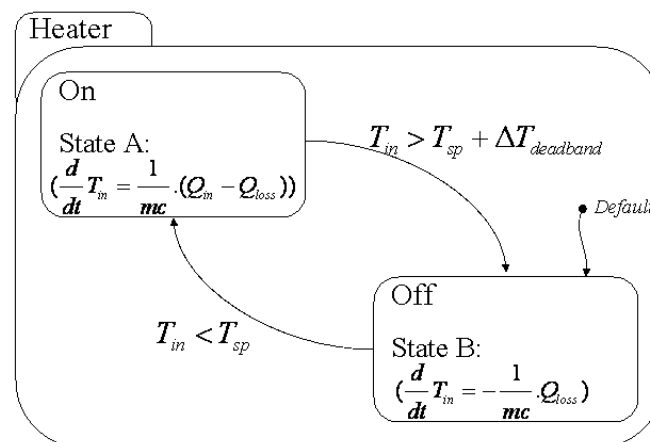 Heater
On
State A:
(d/dt T_in = 1/mc .(Q_in − Q_loss))
T_in > T_sp + ΔT_deadband
Default
T_in < T_sp
Off
State B:
(d/dt T_in = − 1/mc .Q_loss)